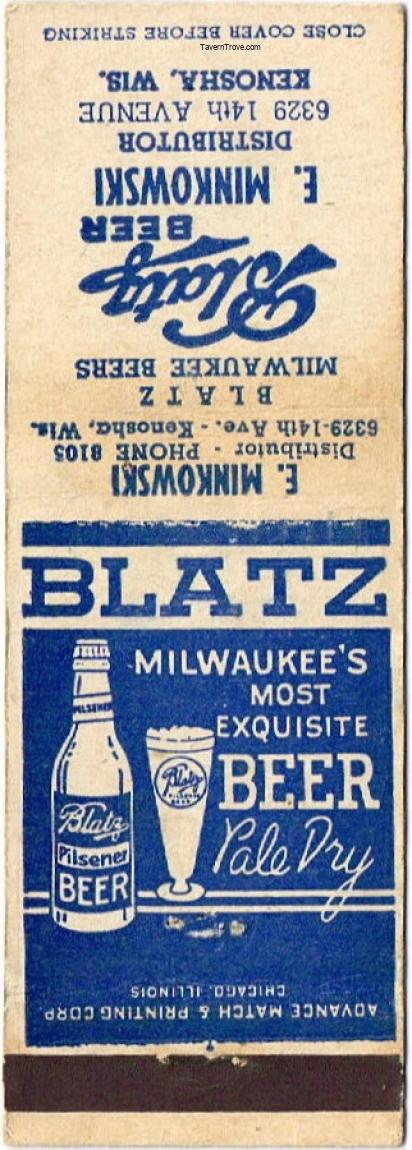 CLOSE COVER BEFORE STRIKING
TavernTrove.com
KENOSHA, WIS.
6329 14th AVENUE
DISTRIBUTOR
E. MINKOWSKI
BEER
Blatz
MILWAUKEE BEERS
BLATZ
6329-14th Ave. - Kenosha, Wis.
Distributor - PHONE 8105
E. MINKOWSKI
BLATZ
MILWAUKEE'S
MOST
EXQUISITE
BEER
Pale Dry
PILSENER
Blatz
Pilsener
BEER
Blatz
PILSENER
BEER
CHICAGO, ILLINOIS
ADVANCE MATCH & PRINTING CORP.